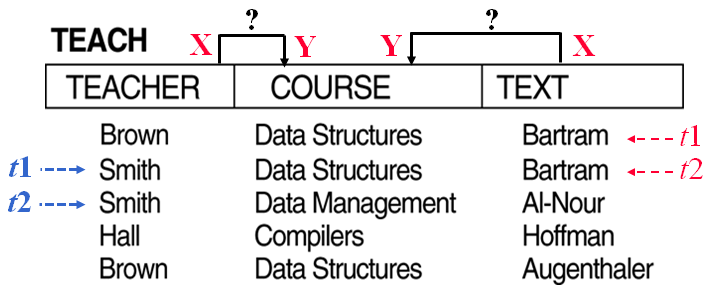 ? ?
TEACH X Y Y X
TEACHER COURSE TEXT
Brown Data Structures Bartram t1
t1 Smith Data Structures Bartram t2
t2 Smith Data Management Al-Nour
Hall Compilers Hoffman
Brown Data Structures Augenthaler